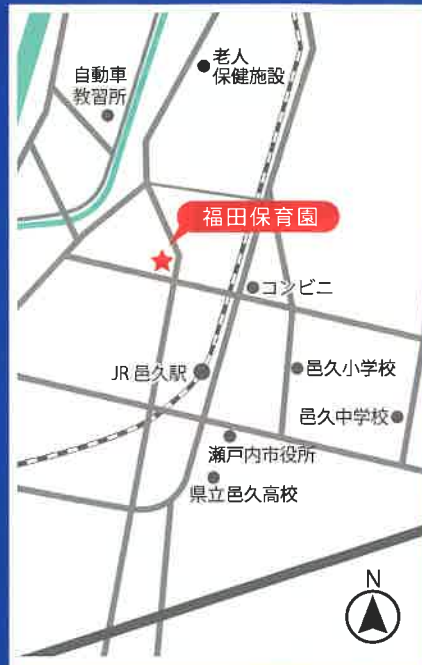 老人
保健施設
自動車
教習所
福田保育園
コンビニ
JR 邑久駅
邑久小学校
邑久中学校
瀬戸内市役所
県立邑久高校
N